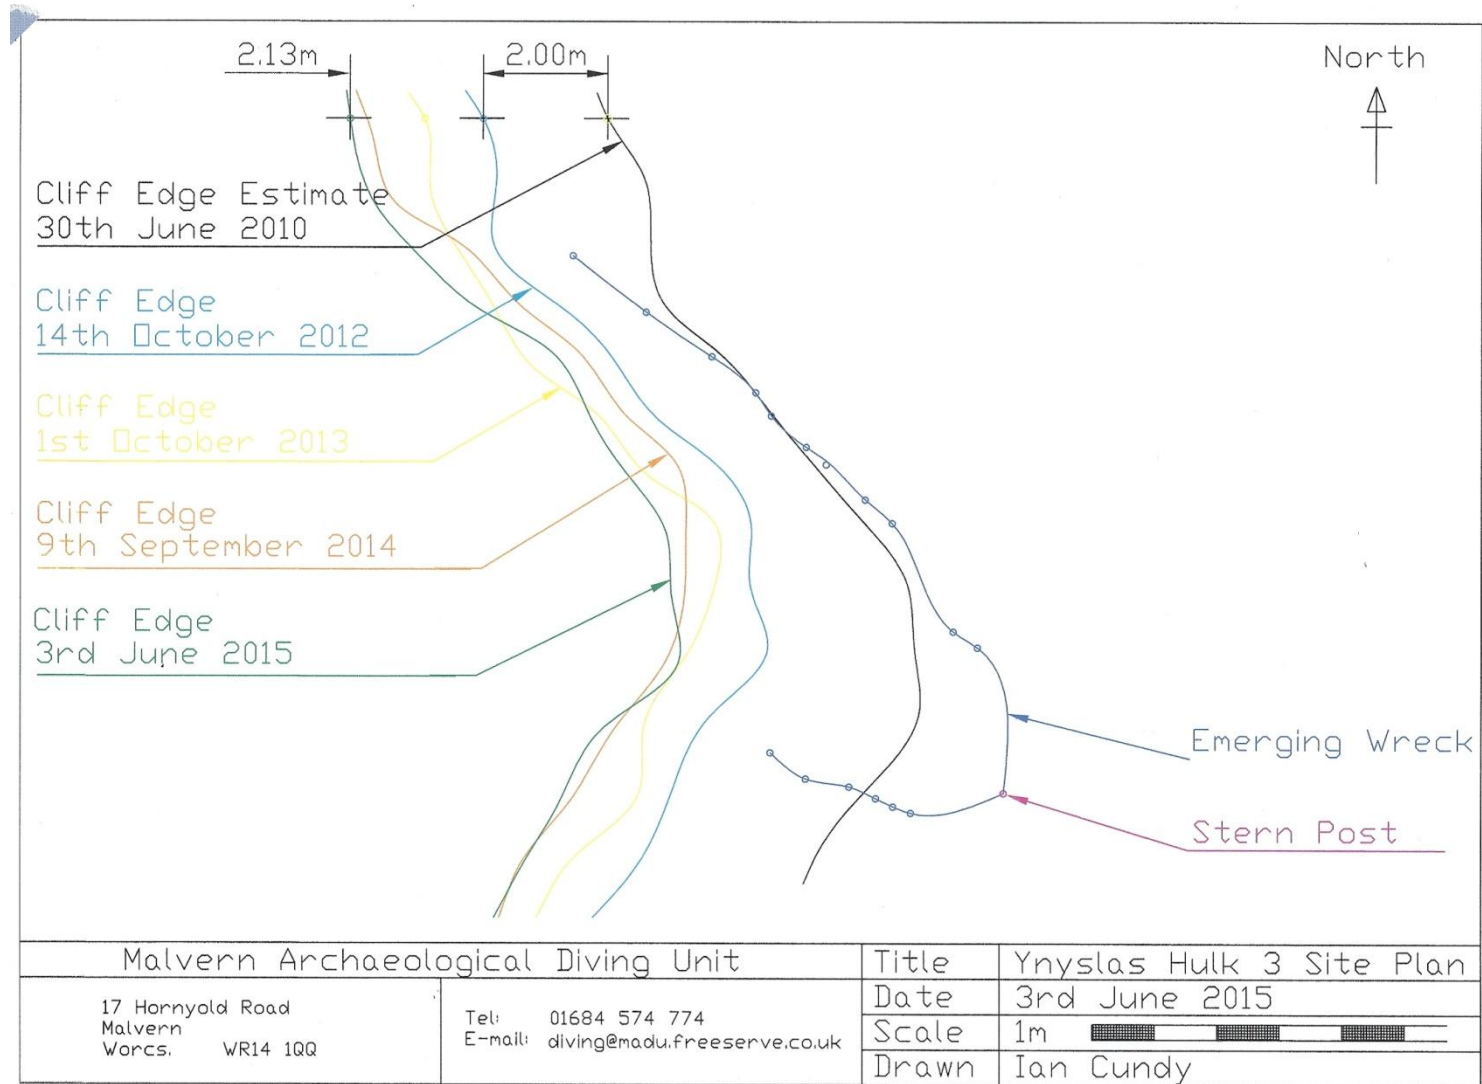 2.13m
2.00m
North
Cliff Edge Estimate
30th June 2010
Cliff Edge
14th October 2012
Cliff Edge
1st October 2013
Cliff Edge
9th September 2014
Cliff Edge
3rd June 2015
Emerging Wreck
Stern Post
Malvern Archaeological Diving Unit
17 Hornyold Road
Malvern
Worcs. WR14 1QQ
Tel: 01684 574 774
E-mail: diving@madu.freeserve.co.uk
Title Ynyslas Hulk 3 Site Plan
Date 3rd June 2015
Scale 1m
Drawn Ian Cundy